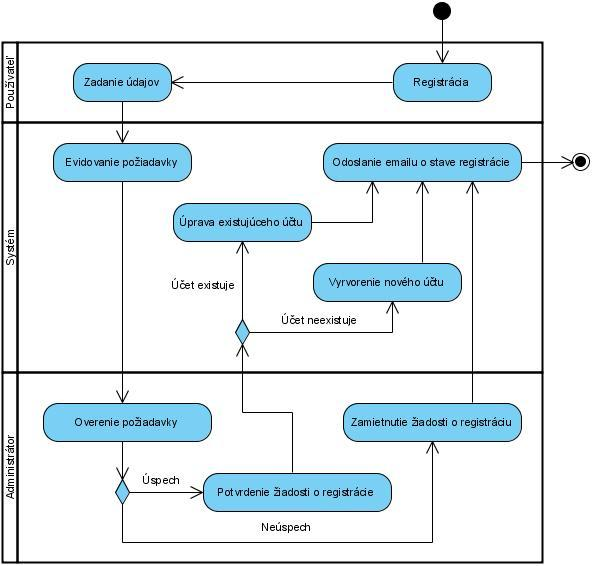 Používateľ
Zadanie údajov
Registrácia
Systém
Evidovanie požiadavky
Odoslanie emailu o stave registrácie
Úprava existujúceho účtu
Účet existuje
Vyrvorenie nového účtu
Účet neexistuje
Administrátor
Overenie požiadavky
Zamietnutie žiadosti o registráciu
Úspech
Potvrdenie žiadosti o registrácie
Neúspech